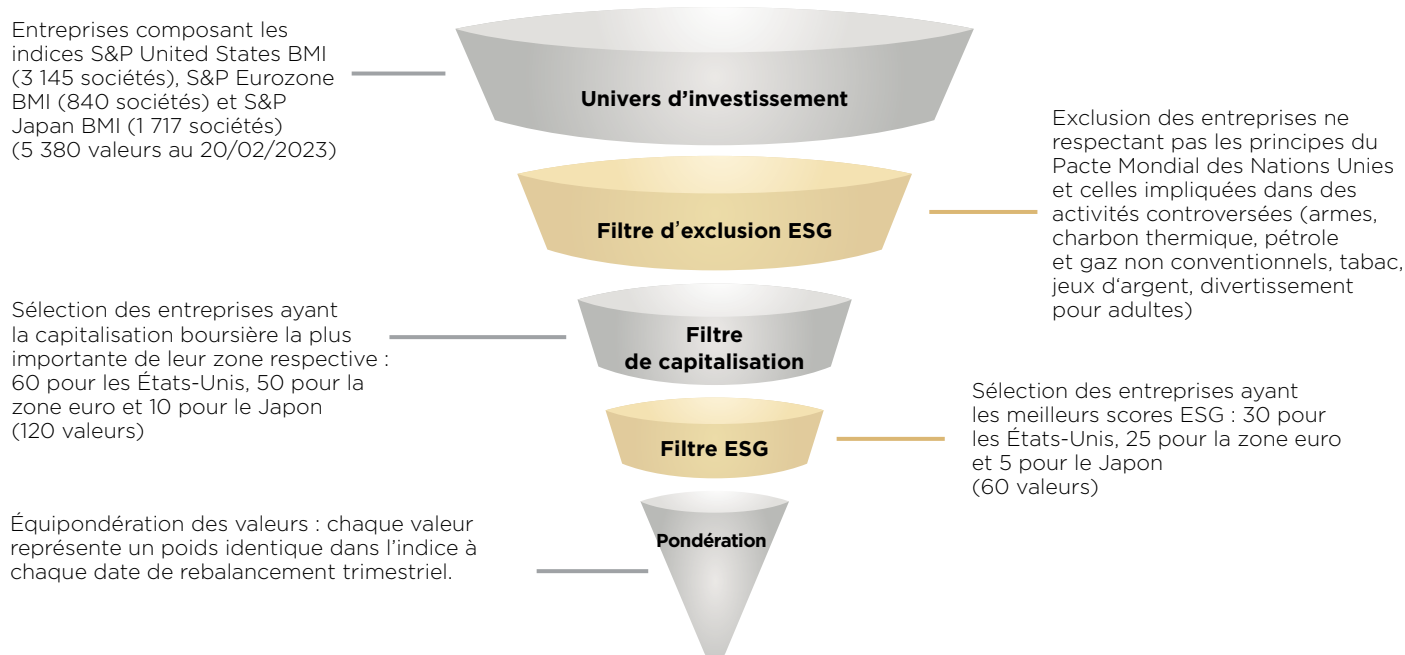 Entreprises composant les
indices S&P United States BMI
(3 145 sociétés), S&P Eurozone
BMI (840 sociétés) et S&P
Japan BMI (1 717 sociétés)
(5 380 valeurs au 20/02/2023)
Univers d’investissement
Exclusion des entreprises ne
respectant pas les principes du
Pacte Mondial des Nations Unies
et celles impliquées dans des
activités controversées (armes,
charbon thermique, pétrole
et gaz non conventionnels, tabac,
jeux d‘argent, divertissement
pour adultes)
Filtre d’exclusion ESG
Sélection des entreprises ayant
la capitalisation boursière la plus
importante de leur zone respective :
60 pour les États-Unis, 50 pour la
zone euro et 10 pour le Japon
(120 valeurs)
Filtre
de capitalisation
Sélection des entreprises ayant
les meilleurs scores ESG : 30 pour
les États-Unis, 25 pour la zone euro
et 5 pour le Japon
(60 valeurs)
Filtre ESG
Équipondération des valeurs : chaque valeur
représente un poids identique dans l’indice à
chaque date de rebalancement trimestriel.
Pondération